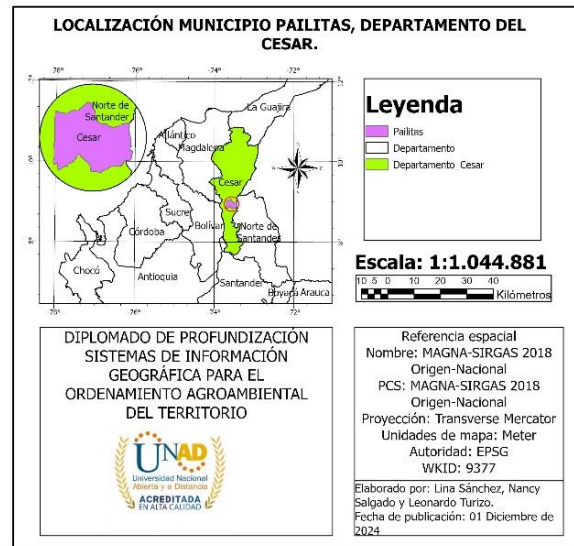 LOCALIZACIÓN MUNICIPIO PAILITAS, DEPARTAMENTO DEL
CESAR.
-78° -76° -74° -72°
12°
10°
8°
Norte de
Santander
Cesar
La Guajira
Atlántico
Magdalena
Cesar
Sucre
Bolívar
Norte de
Santander
Córdoba
Chocó
Antioquia
Santander
Boyacá Arauca
-78° -76° -74° -72°
Leyenda
Pailitas
Departamento
Departamento Cesar
Escala: 1:1.044.881
10 5 0 10 20 30 40
Kilómetros
DIPLOMADO DE PROFUNDIZACIÓN
SISTEMAS DE INFORMACIÓN
GEOGRÁFICA PARA EL
ORDENAMIENTO AGROAMBIENTAL
DEL TERRITORIO
UNAD
Universidad Nacional
Abierta y a Distancia
ACREDITADA
EN ALTA CALIDAD
Referencia espacial
Nombre: MAGNA-SIRGAS 2018
Origen-Nacional
PCS: MAGNA-SIRGAS 2018
Origen-Nacional
Proyección: Transverse Mercator
Unidades de mapa: Meter
Autoridad: EPSG
WKID: 9377
Elaborado por: Lina Sánchez, Nancy
Salgado y Leonardo Turizo.
Fecha de publicación: 01 Diciembre de
2024